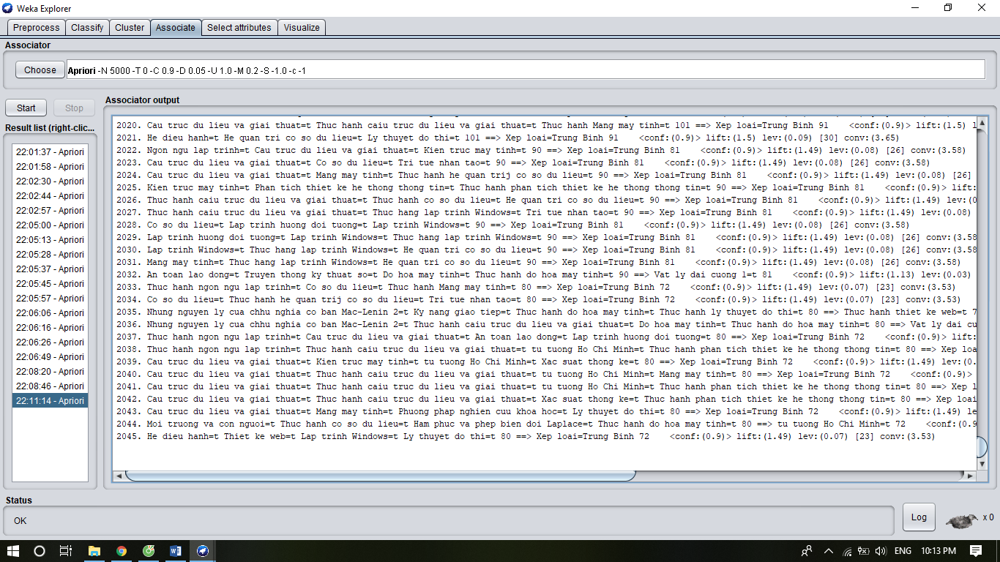 Weka Explorer
Preprocess Classify Cluster Associate Select attributes Visualize
Associator
Choose Apriori -N 5000 -T 0 -C 0.9 -D 0.05 -U 1.0 -M 0.2 -S -1.0 -c -1
Start Stop
Result list (right-clic...
22:01:37 - Apriori
22:01:58 - Apriori
22:02:30 - Apriori
22:02:44 - Apriori
22:02:57 - Apriori
22:05:00 - Apriori
22:05:13 - Apriori
22:05:28 - Apriori
22:05:37 - Apriori
22:05:45 - Apriori
22:05:57 - Apriori
22:06:06 - Apriori
22:06:16 - Apriori
22:06:26 - Apriori
22:06:49 - Apriori
22:08:20 - Apriori
22:08:46 - Apriori
22:11:14 - Apriori
Associator output
2020. Cau truc du lieu va giai thuat=t Thuc hanh caiu truc du lieu va giai thuat=t Thuc hanh Mang may tinh=t 101 ==> Xep loai=Trung Binh 91 <conf:(0.9)> lift:(1.5) l
2021. He dieu hanh=t He quan tri co so du lieu=t Ly thuyet do thi=t 101 ==> Xep loai=Trung Binh 91 <conf:(0.9)> lift:(1.5) lev:(0.09) [30] conv:(3.65)
2022. Ngon ngu lap trinh=t Cau truc du lieu va giai thuat=t Kien truc may tinh=t 90 ==> Xep loai=Trung Binh 81 <conf:(0.9)> lift:(1.49) lev:(0.08) [26] conv:(3.58)
2023. Cau truc du lieu va giai thuat=t Co so du lieu=t Tri tue nhan tao=t 90 ==> Xep loai=Trung Binh 81 <conf:(0.9)> lift:(1.49) lev:(0.08) [26] conv:(3.58)
2024. Cau truc du lieu va giai thuat=t Mang may tinh=t Thuc hanh he quan trij co so du lieu=t 90 ==> Xep loai=Trung Binh 81 <conf:(0.9)> lift:(1.49) lev:(0.08) [26]
2025. Kien truc may tinh=t Phan tich thiet ke he thong thong tin=t Thuc hanh phan tich thiet ke he thong thong tin=t 90 ==> Xep loai=Trung Binh 81 <conf:(0.9)> lift:(
2026. Thuc hanh caiu truc du lieu va giai thuat=t Thuc hanh co so du lieu=t He quan tri co so du lieu=t 90 ==> Xep loai=Trung Binh 81 <conf:(0.9)> lift:(1.49) lev:(0
2027. Thuc hanh caiu truc du lieu va giai thuat=t Thuc hang lap trinh Windows=t Tri tue nhan tao=t 90 ==> Xep loai=Trung Binh 81 <conf:(0.9)> lift:(1.49) lev:(0.08)
2028. Co so du lieu=t Lap trinh huong doi tuong=t Lap trinh Windows=t 90 ==> Xep loai=Trung Binh 81 <conf:(0.9)> lift:(1.49) lev:(0.08) [26] conv:(3.58)
2029. Lap trinh huong doi tuong=t Lap trinh Windows=t Thuc hang lap trinh Windows=t 90 ==> Xep loai=Trung Binh 81 <conf:(0.9)> lift:(1.49) lev:(0.08) [26] conv:(3.58
2030. Lap trinh Windows=t Thuc hang lap trinh Windows=t He quan tri co so du lieu=t 90 ==> Xep loai=Trung Binh 81 <conf:(0.9)> lift:(1.49) lev:(0.08) [26] conv:(3.58
2031. Mang may tinh=t Thuc hang lap trinh Windows=t He quan tri co so du lieu=t 90 ==> Xep loai=Trung Binh 81 <conf:(0.9)> lift:(1.49) lev:(0.08) [26] conv:(3.58)
2032. An toan lao dong=t Truyen thong ky thuat so=t Do hoa may tinh=t Thuc hanh do hoa may tinh=t 90 ==> Vat ly dai cuong 1=t 81 <conf:(0.9)> lift:(1.13) lev:(0.03)
2033. Thuc hanh ngon ngu lap trinh=t Co so du lieu=t Thuc hanh Mang may tinh=t 80 ==> Xep loai=Trung Binh 72 <conf:(0.9)> lift:(1.49) lev:(0.07) [23] conv:(3.53)
2034. Co so du lieu=t Thuc hanh he quan trij co so du lieu=t Tri tue nhan tao=t 80 ==> Xep loai=Trung Binh 72 <conf:(0.9)> lift:(1.49) lev:(0.07) [23] conv:(3.53)
2035. Nhung nguyen ly cua chhu nghia co ban Mac-Lenin 2=t Ky nang giao tiep=t Thuc hanh do hoa may tinh=t Thuc hanh ly thuyet do thi=t 80 ==> Thuc hanh thiet ke web=t 7
2036. Nhung nguyen ly cua chhu nghia co ban Mac-Lenin 2=t Thuc hanh caiu truc du lieu va giai thuat=t Do hoa may tinh=t Thuc hanh do hoa may tinh=t 80 ==> Vat ly dai cu
2037. Thuc hanh ngon ngu lap trinh=t Cau truc du lieu va giai thuat=t An toan lao dong=t Lap trinh huong doi tuong=t 80 ==> Xep loai=Trung Binh 72 <conf:(0.9)> lift:
2038. Thuc hanh ngon ngu lap trinh=t Thuc hanh caiu truc du lieu va giai thuat=t tu tuong Ho Chi Minh=t Thuc hanh phan tich thiet ke he thong thong tin=t 80 ==> Xep loa
2039. Cau truc du lieu va giai thuat=t Kien truc may tinh=t tu tuong Ho Chi Minh=t Xac suat thong ke=t 80 ==> Xep loai=Trung Binh 72 <conf:(0.9)> lift:(1.49) lev:(0.
2040. Cau truc du lieu va giai thuat=t Thuc hanh caiu truc du lieu va giai thuat=t tu tuong Ho Chi Minh=t Mang may tinh=t 80 ==> Xep loai=Trung Binh 72 <conf:(0.9)>
2041. Cau truc du lieu va giai thuat=t Thuc hanh caiu truc du lieu va giai thuat=t tu tuong Ho Chi Minh=t Thuc hanh phan tich thiet ke he thong thong tin=t 80 ==> Xep l
2042. Cau truc du lieu va giai thuat=t Thuc hanh caiu truc du lieu va giai thuat=t Xac suat thong ke=t Thuc hanh phan tich thiet ke he thong thong tin=t 80 ==> Xep loai
2043. Cau truc du lieu va giai thuat=t Mang may tinh=t Phuong phap nghien cuu khoa hoc=t Ly thuyet do thi=t 80 ==> Xep loai=Trung Binh 72 <conf:(0.9)> lift:(1.49) le
2044. Moi truong va con nguoi=t Thuc hanh co so du lieu=t Ham phuc va phep bien doi Laplace=t Thuc hanh do hoa may tinh=t 80 ==> tu tuong Ho Chi Minh=t 72 <conf:(0.9
2045. He dieu hanh=t Thiet ke web=t Lap trinh Windows=t Ly thuyet do thi=t 80 ==> Xep loai=Trung Binh 72 <conf:(0.9)> lift:(1.49) lev:(0.07) [23] conv:(3.53)
Status
OK
Log
x 0
ENG 10:13 PM